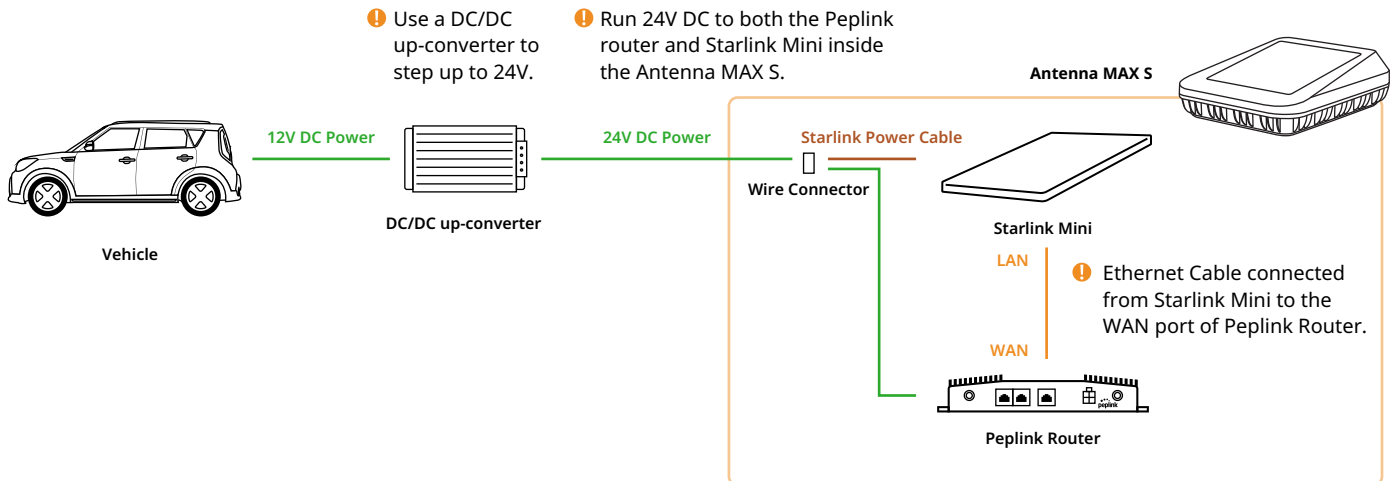 Use a DC/DC
up-converter to
step up to 24V.
Run 24V DC to both the Peplink
router and Starlink Mini inside
the Antenna MAX S.
Antenna MAX S
12V DC Power
24V DC Power
Starlink Power Cable
Wire Connector
DC/DC up-converter
Vehicle
Starlink Mini
LAN
Ethernet Cable connected
from Starlink Mini to the
WAN port of Peplink Router.
WAN
peplink
Peplink Router